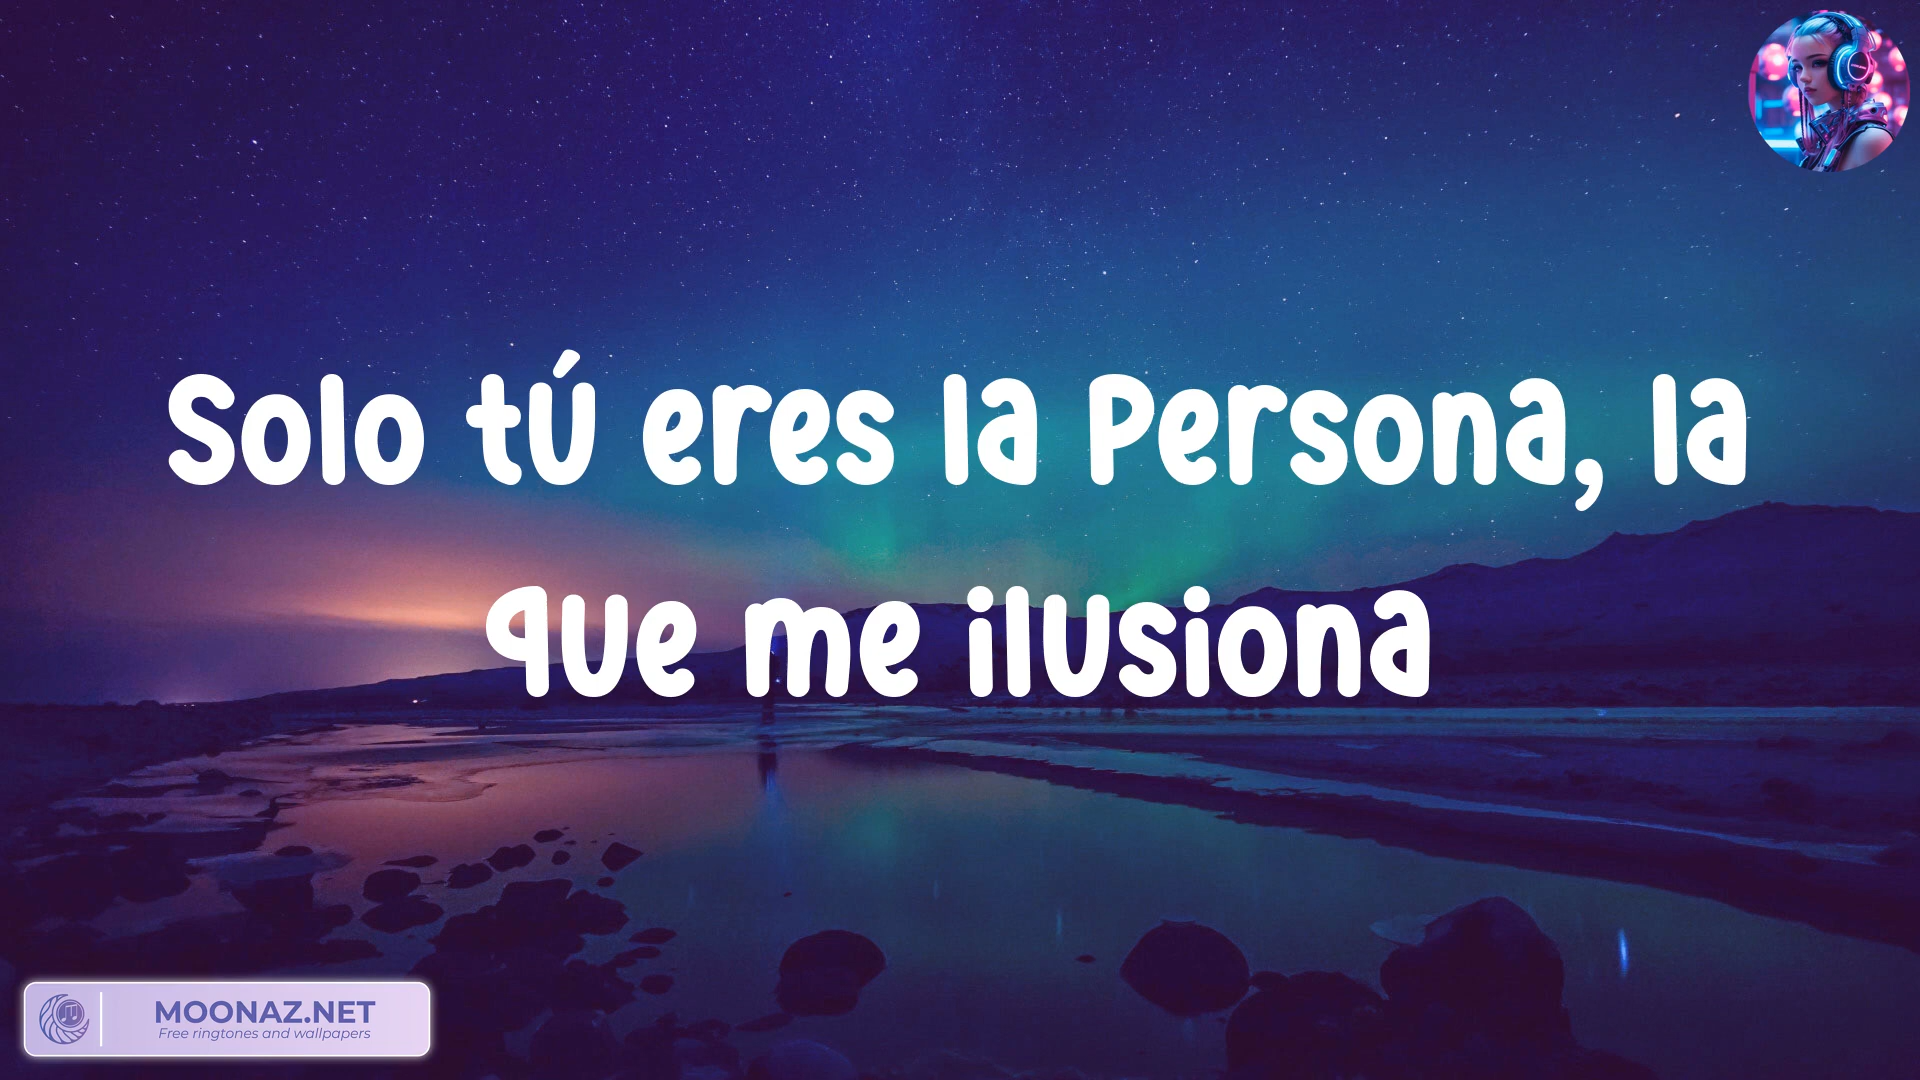 Solo tú eres la persona, la
que me ilusiona
MOONAZ.NET
Free ringtones and wallpapers